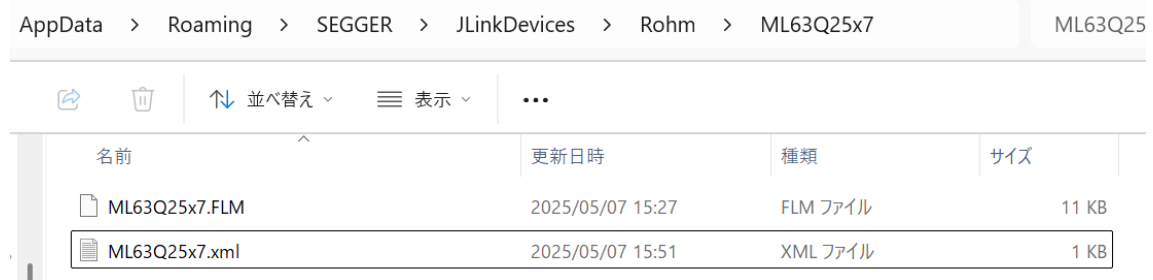 AppData > Roaming > SEGGER > JLinkDevices > Rohm > ML63Q25x7 ML63Q25
並べ替え 表示 •••
名前 更新日時 種類 サイズ
ML63Q25x7.FLM 2025/05/07 15:27 FLM ファイル 11 KB
ML63Q25x7.xml 2025/05/07 15:51 XML ファイル 1 KB